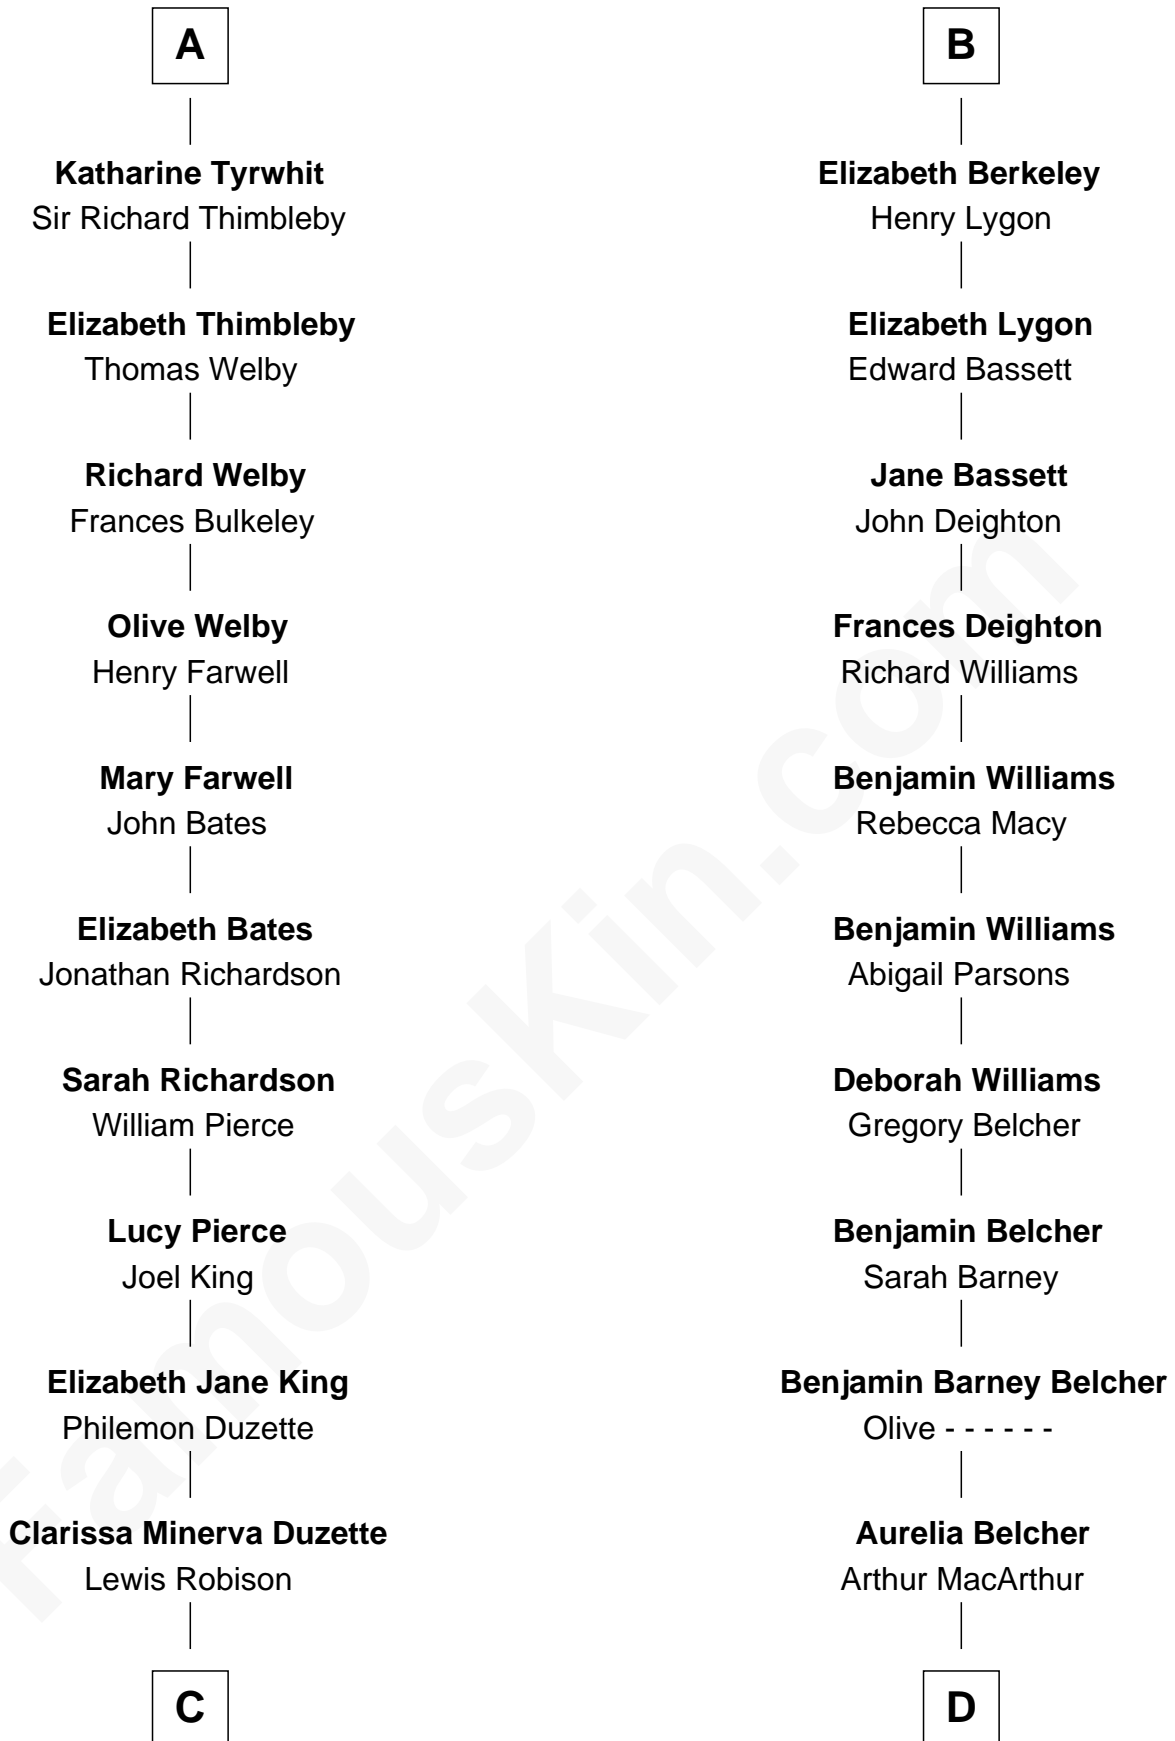 A
Katharine Tyrwhit
Sir Richard Thimbleby
Elizabeth Thimbleby
Thomas Welby
Richard Welby
Frances Bulkeley
Olive Welby
Henry Farwell
Mary Farwell
John Bates
Elizabeth Bates
Jonathan Richardson
Sarah Richardson
William Pierce
Lucy Pierce
Joel King
Elizabeth Jane King
Philemon Duzette
Clarissa Minerva Duzette
Lewis Robison
C
B
Elizabeth Berkeley
Henry Lygon
Elizabeth Lygon
Edward Bassett
Jane Bassett
John Deighton
Frances Deighton
Richard Williams
Benjamin Williams
Rebecca Macy
Benjamin Williams
Abigail Parsons
Deborah Williams
Gregory Belcher
Benjamin Belcher
Sarah Barney
Benjamin Barney Belcher
Olive - - - - - -
Aurelia Belcher
Arthur MacArthur
D
FamousKin.com